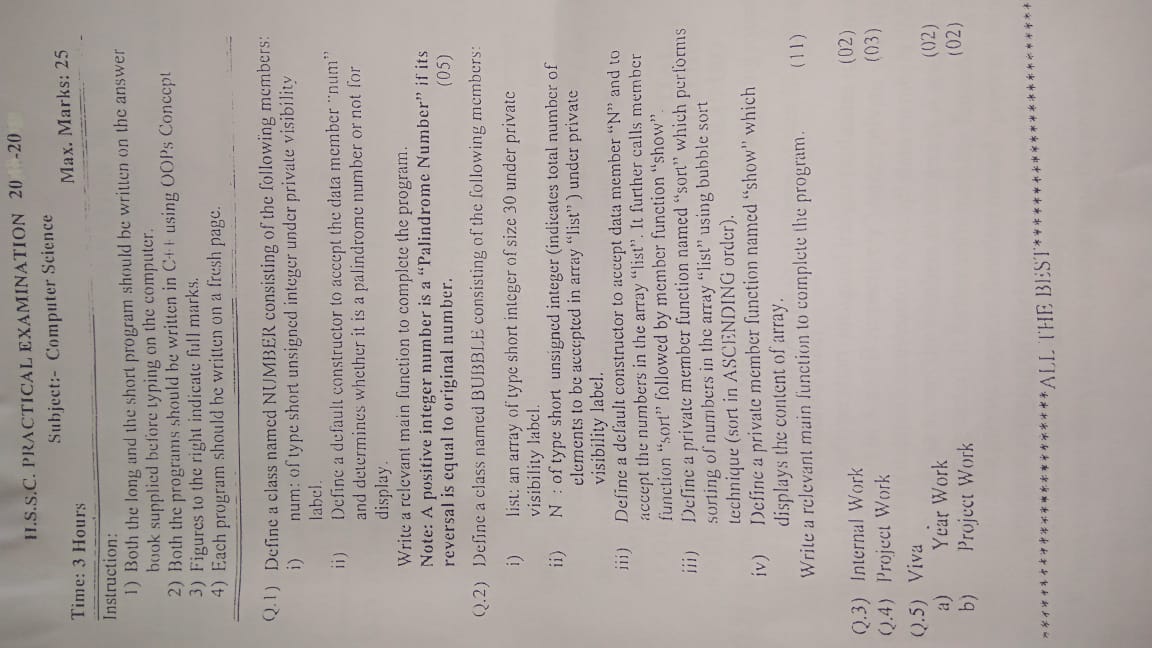 H.S.S.C. PRACTICAL EXAMINATION 20 -20
Subject:- Computer Science
Time: 3 Hours Max. Marks: 25
Instruction:
1) Both the long and the short program should be written on the answer
book supplied before typing on the computer.
2) Both the programs should be written in C++ using OOPs Concept
3) Figures to the right indicate full marks.
4) Each program should be written on a fresh page.
Q.1) Define a class named NUMBER consisting of the following members:
i) num: of type short unsigned integer under private visibility
label.
ii) Define a default constructor to accept the data member "num"
and determines whether it is a palindrome number or not for
display.
Write a relevant main function to complete the program.
Note: A positive integer number is a "Palindrome Number" if its
reversal is equal to original number. (05)
Q.2) Define a class named BUBBLE consisting of the following members:
i) list: an array of type short integer of size 30 under private
visibility label.
ii) N : of type short unsigned integer (indicates total number of
elements to be accepted in array "list") under private
visibility label.
iii) Define a default constructor to accept data member "N" and to
accept the numbers in the array "list". It further calls member
function "sort" followed by member function "show".
iii) Define a private member function named "sort" which performs
sorting of numbers in the array "list" using bubble sort
technique (sort in ASCENDING order).
iv) Define a private member function named "show" which
displays the content of array.
Write a relevant main function to complete the program. (11)
Q.3) Internal Work (02)
Q.4) Project Work (03)
Q.5) Viva
a) Year Work (02)
b) Project Work (02)
**************************ALL THE BEST**************************